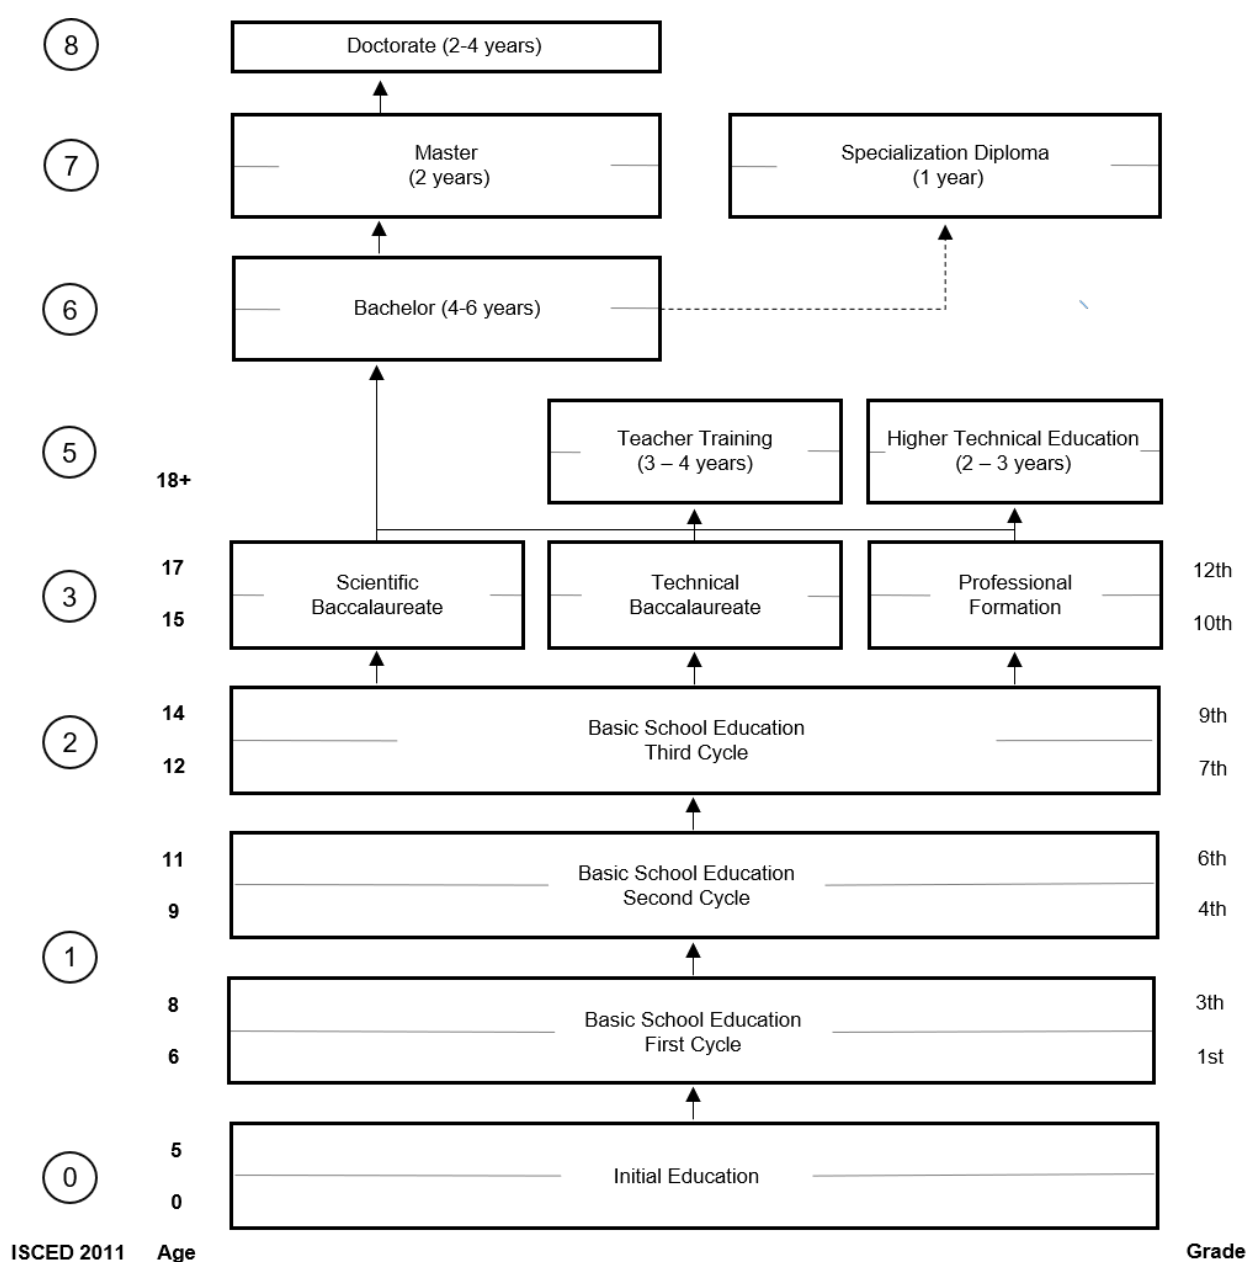 8
Doctorate (2-4 years)
7
Master
(2 years)
Specialization Diploma
(1 year)
6
Bachelor (4-6 years)
5
18+
Teacher Training
(3 – 4 years)
Higher Technical Education
(2 – 3 years)
3
17
15
Scientific
Baccalaureate
Technical
Baccalaureate
Professional
Formation
12th
10th
2
14
12
Basic School Education
Third Cycle
9th
7th
1
11
9
Basic School Education
Second Cycle
6th
4th
8
6
Basic School Education
First Cycle
3th
1st
0
5
0
Initial Education
ISCED 2011
Age
Grade